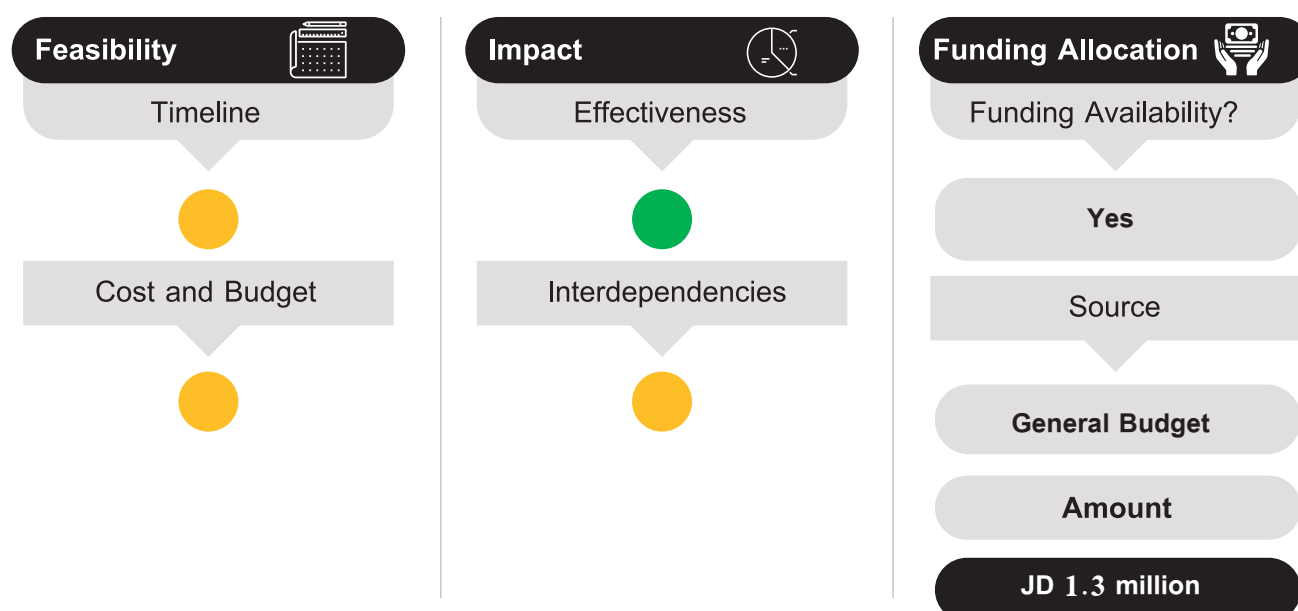 Feasibility
Timeline
Cost and Budget
Impact
Effectiveness
Interdependencies
Funding Allocation
Funding Availability?
Yes
Source
General Budget
Amount
JD 1.3 million